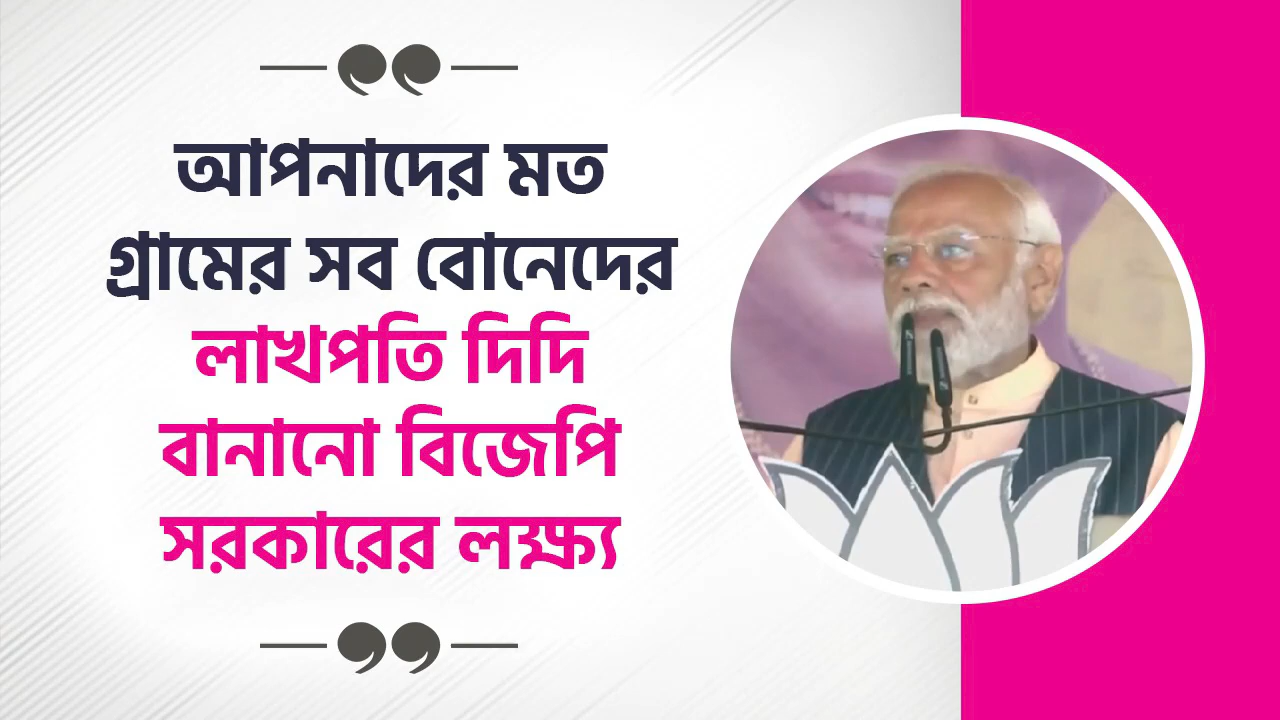 আপনাদের মত
গ্রামের সব বোনেদের
লাখপতি দিদি
বানানো বিজেপি
সরকারের লক্ষ্য